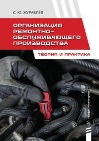 С. Ю. ЖУРАВЛЕВ
ОРГАНИЗАЦИЯ
РЕМОНТНО-
ОБСЛУЖИВАЮЩЕГО
ПРОИЗВОДСТВА
ТЕОРИЯ И ПРАКТИКА